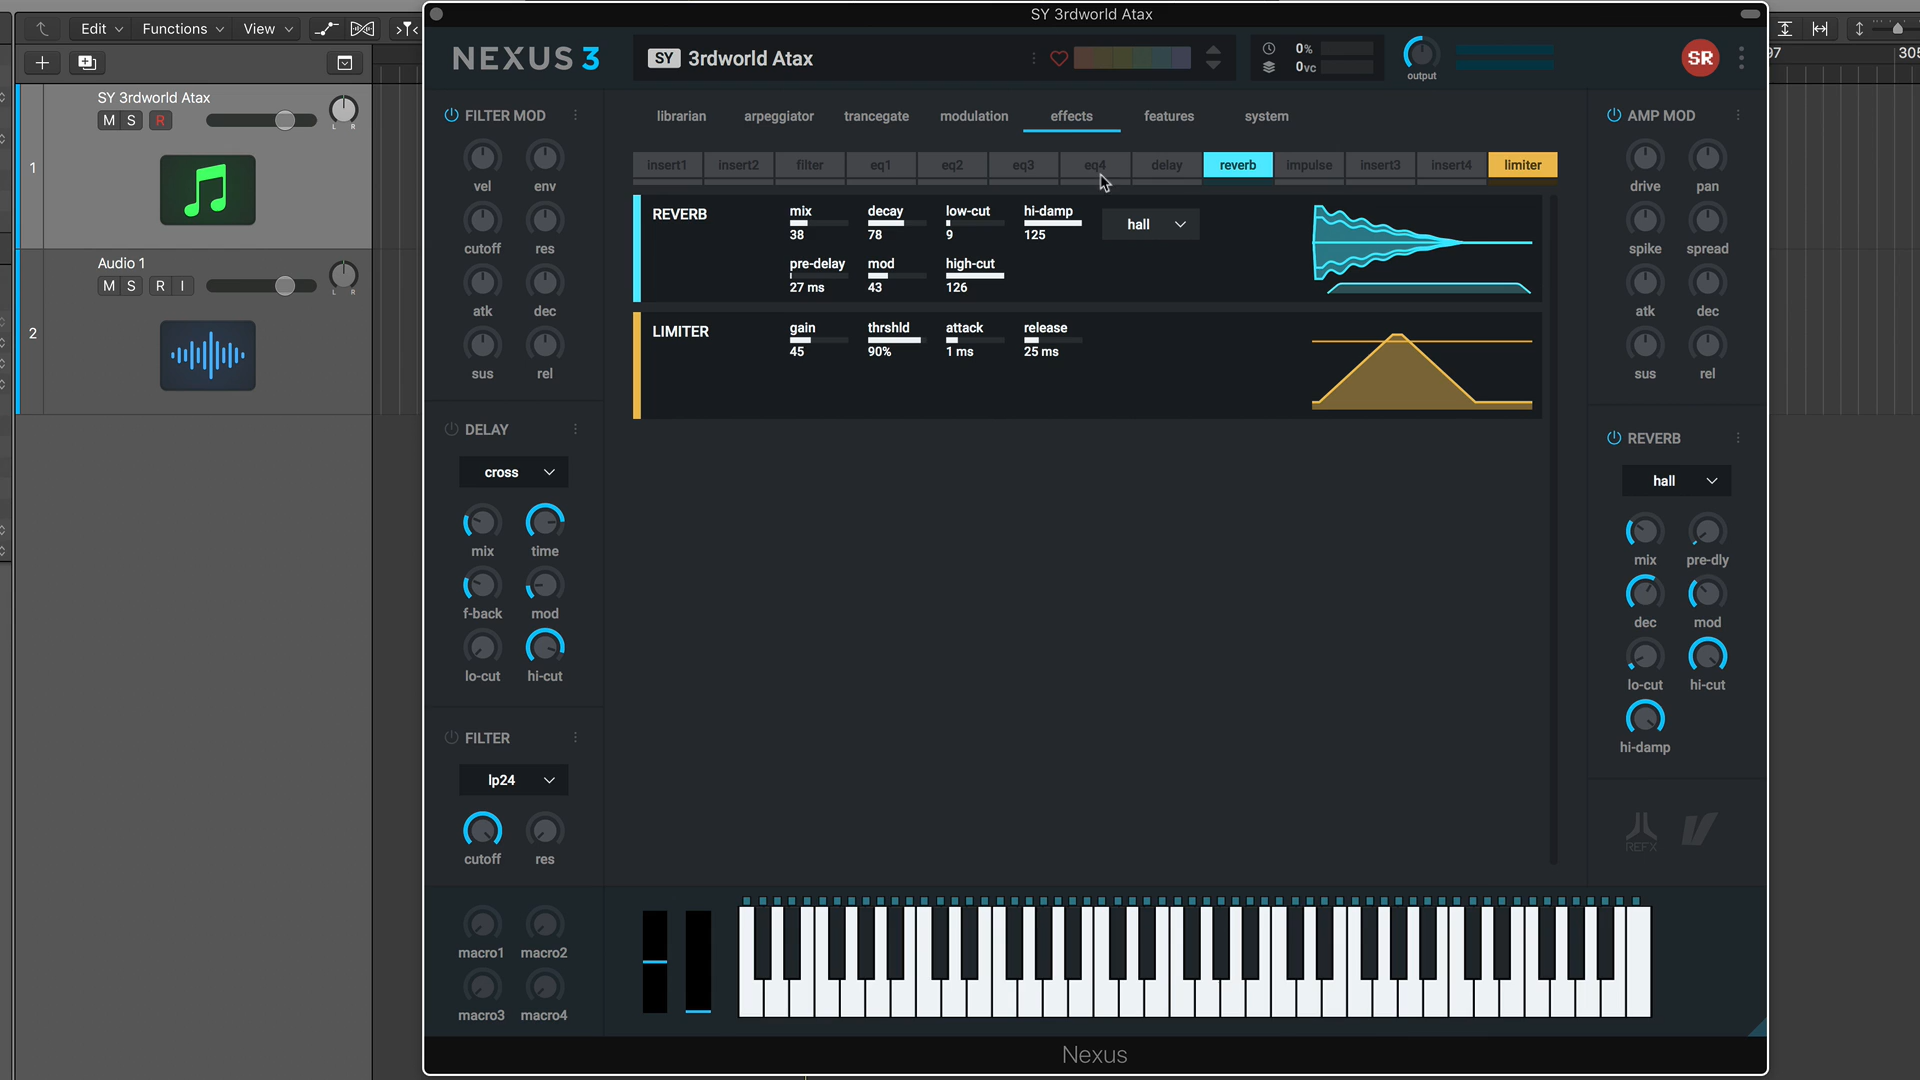 SY 3rdworld Atax
Edit
Functions
View
97
305
NEXUS 3
SY 3rdworld Atax
0%
0vc
output
SR
SY 3rdworld Atax
M S R
L R
1
Audio 1
M S R I
L R
2
FILTER MOD
vel env
cutoff res
atk dec
sus rel
DELAY
cross
mix time
f-back mod
lo-cut hi-cut
FILTER
lp24
cutoff res
macro1 macro2
macro3 macro4
librarian arpeggiator trancegate modulation effects features system
insert1 insert2 filter eq1 eq2 eq3 eq4 delay reverb impulse insert3 insert4 limiter
REVERB
mix decay low-cut hi-damp
38 78 9 125
hall
pre-delay mod high-cut
27 ms 43 126
LIMITER
gain thrshld attack release
45 90% 1 ms 25 ms
AMP MOD
drive pan
spike spread
atk dec
sus rel
REVERB
hall
mix pre-dly
dec mod
lo-cut hi-cut
hi-damp
REFX
Nexus